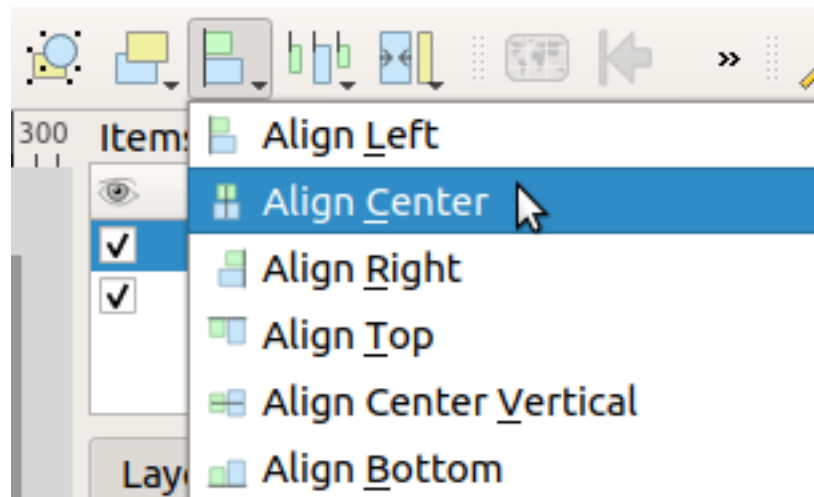 »
300 Items
Align Left
Align Center
Align Right
Align Top
Align Center Vertical
Lay Align Bottom